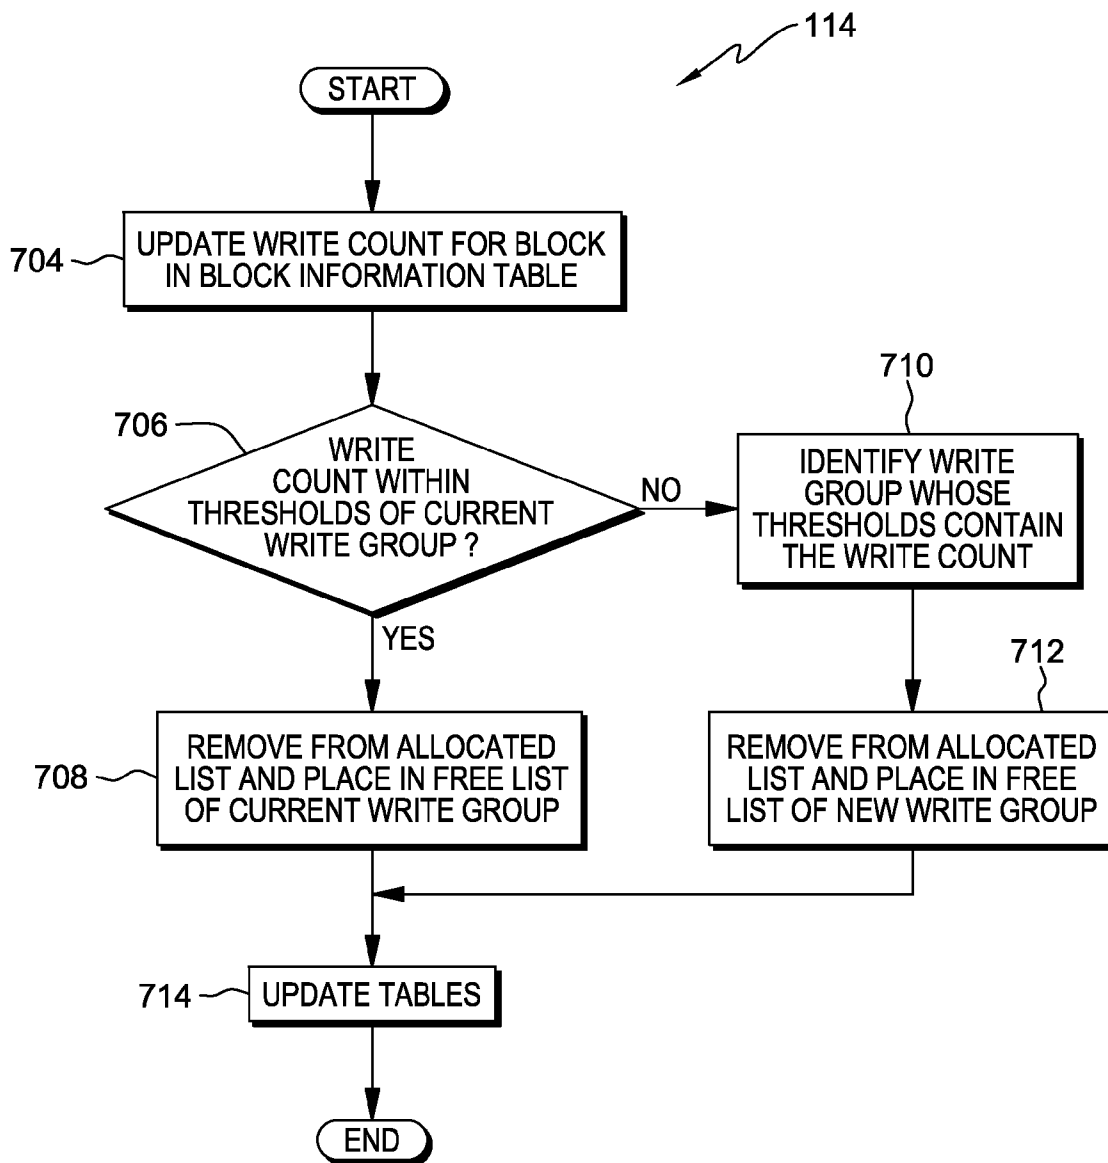 114
START
704
UPDATE WRITE COUNT FOR BLOCK
IN BLOCK INFORMATION TABLE
706
WRITE
COUNT WITHIN
THRESHOLDS OF CURRENT
WRITE GROUP ?
NO
YES
710
IDENTIFY WRITE
GROUP WHOSE
THRESHOLDS CONTAIN
THE WRITE COUNT
708
REMOVE FROM ALLOCATED
LIST AND PLACE IN FREE LIST
OF CURRENT WRITE GROUP
712
REMOVE FROM ALLOCATED
LIST AND PLACE IN FREE
LIST OF NEW WRITE GROUP
714
UPDATE TABLES
END